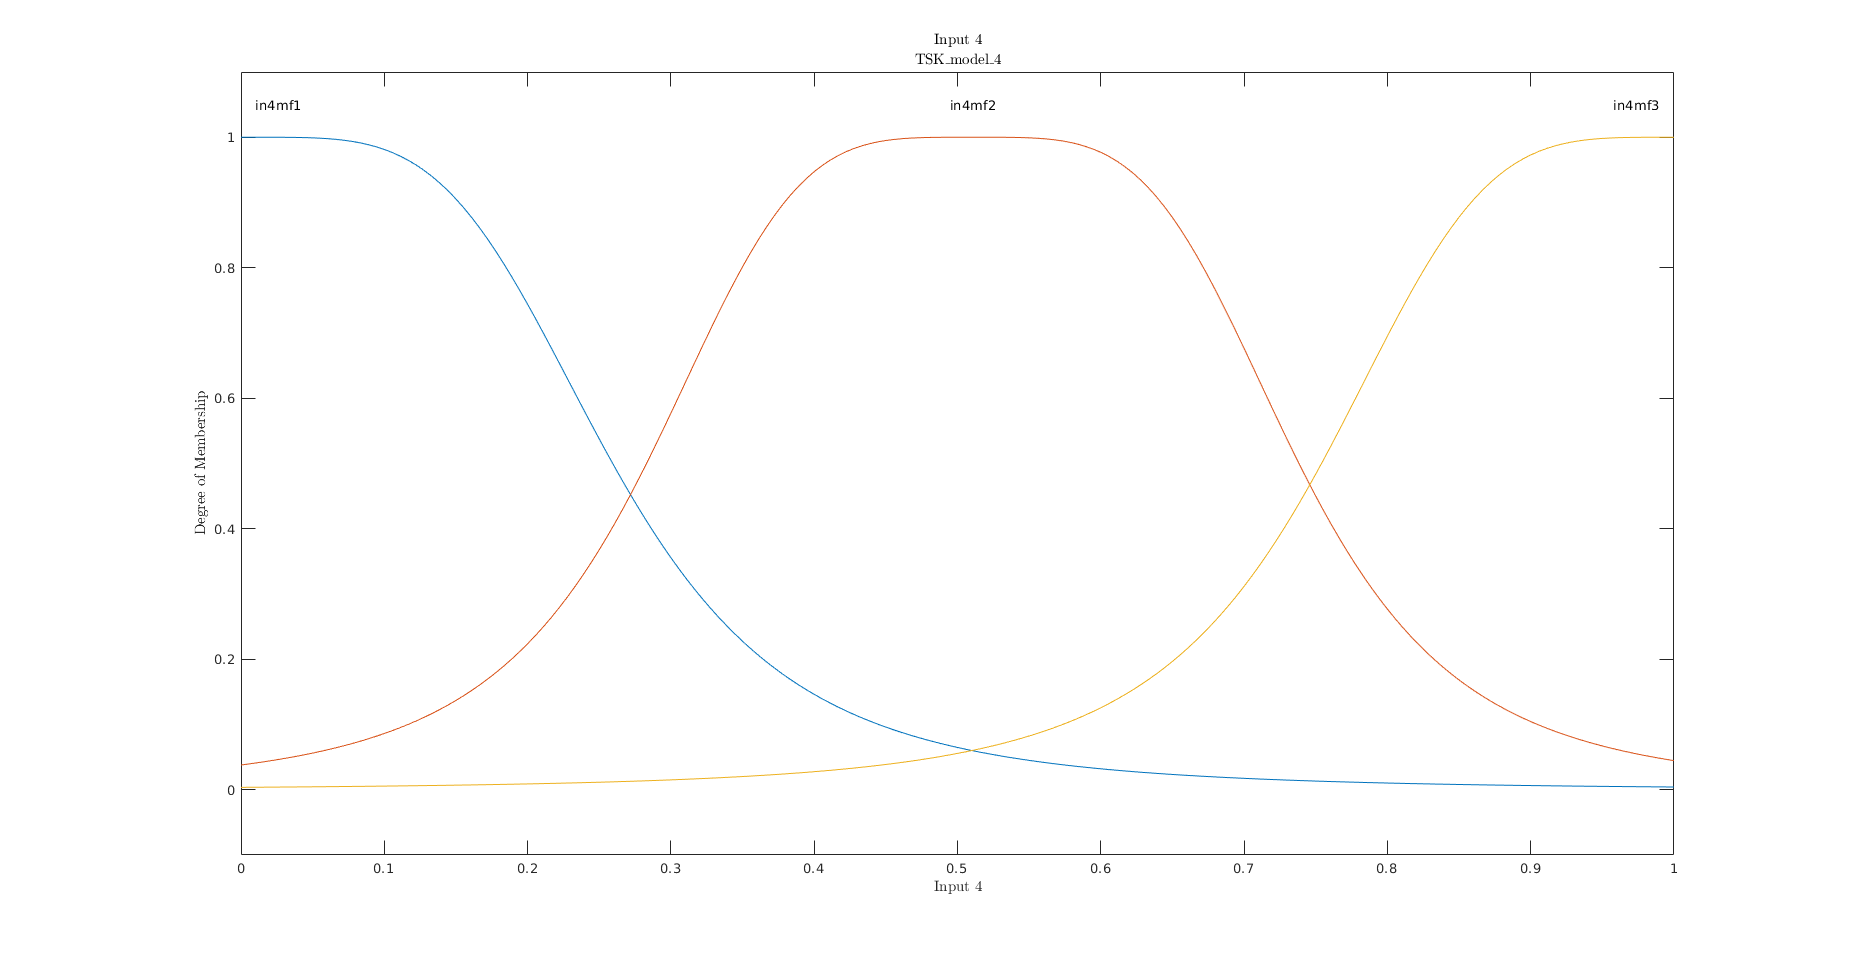 Input 4
TSK_model_4
in4mf1 in4mf2 in4mf3
1
0.8
0.6
0.4
0.2
0
Degree of Membership
0 0.1 0.2 0.3 0.4 0.5 0.6 0.7 0.8 0.9 1
Input 4